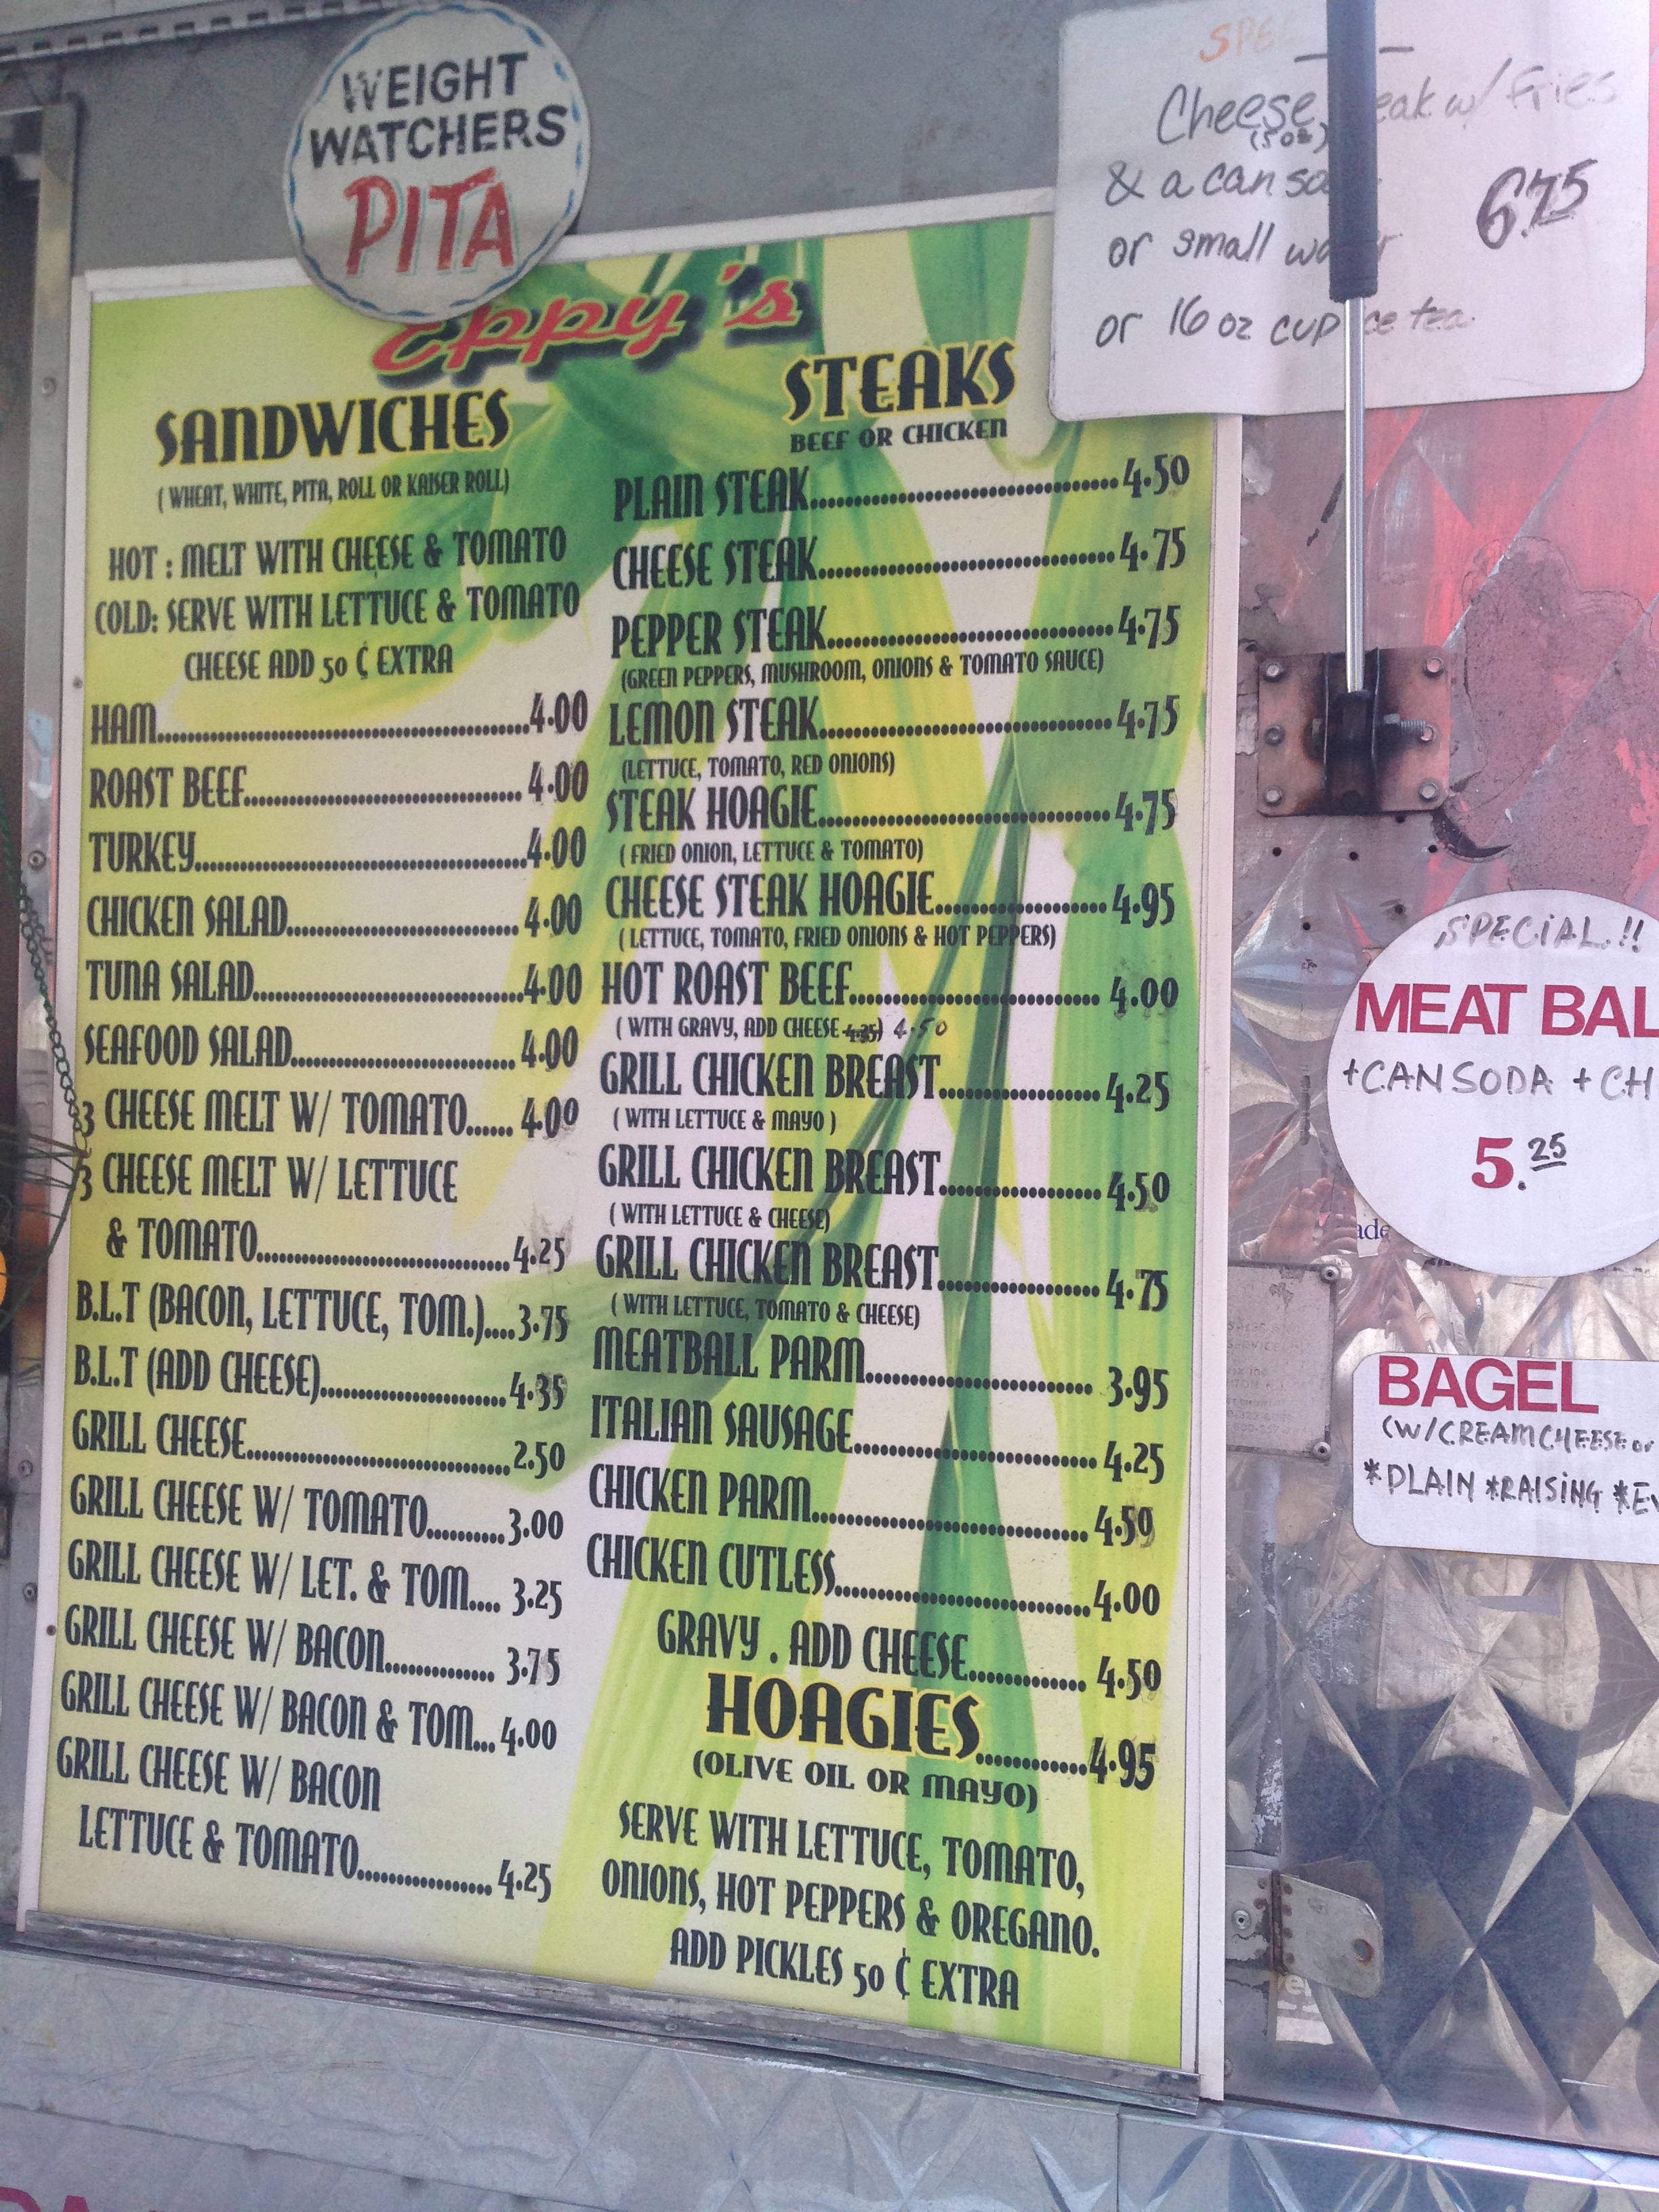 WEIGHT
WATCHERS
PITA
Eppy's
SANDWICHES
( WHEAT, WHITE, PITA, ROLL OR KAISER ROLL)
HOT : MELT WITH CHEESE & TOMATO
COLD: SERVE WITH LETTUCE & TOMATO
CHEESE ADD 50 ¢ EXTRA
HAM 4.00
ROAST BEEF 4.00
TURKEY 4.00
CHICKEN SALAD 4.00
TUNA SALAD 4.00
SEAFOOD SALAD 4.00
3 CHEESE MELT W/ TOMATO 4.00
3 CHEESE MELT W/ LETTUCE
& TOMATO 4.25
B.L.T (BACON, LETTUCE, TOM.) 3.75
B.L.T (ADD CHEESE) 4.35
GRILL CHEESE 2.50
GRILL CHEESE W/ TOMATO 3.00
GRILL CHEESE W/ LET. & TOM 3.25
GRILL CHEESE W/ BACON 3.75
GRILL CHEESE W/ BACON & TOM 4.00
GRILL CHEESE W/ BACON
LETTUCE & TOMATO 4.25
STEAKS
BEEF OR CHICKEN
PLAIN STEAK 4.50
CHEESE STEAK 4.75
PEPPER STEAK 4.75
(GREEN PEPPERS, MUSHROOM, ONIONS & TOMATO SAUCE)
LEMON STEAK 4.75
(LETTUCE, TOMATO, RED ONIONS)
STEAK HOAGIE 4.75
( FRIED ONION, LETTUCE & TOMATO)
CHEESE STEAK HOAGIE 4.95
( LETTUCE, TOMATO, FRIED ONIONS & HOT PEPPERS)
HOT ROAST BEEF 4.00
( WITH GRAVY, ADD CHEESE 4.50
GRILL CHICKEN BREAST 4.25
( WITH LETTUCE & MAYO )
GRILL CHICKEN BREAST 4.50
( WITH LETTUCE & CHEESE)
GRILL CHICKEN BREAST 4.75
( WITH LETTUCE, TOMATO & CHEESE)
MEATBALL PARM 3.95
ITALIAN SAUSAGE 4.25
CHICKEN PARM 4.50
CHICKEN CUTLESS 4.00
GRAVY . ADD CHEESE 4.50
HOAGIES 4.95
(OLIVE OIL OR MAYO)
SERVE WITH LETTUCE, TOMATO,
ONIONS, HOT PEPPERS & OREGANO.
ADD PICKLES 50 ¢ EXTRA
SPE
Cheese eak w/ Fries
(5 oz)
& a can so 6.75
or small wa r
or 16 oz cup ce tea
SPECIAL!!
MEAT BAL
+CAN SODA + CH
5.25
BAGEL
(W/CREAMCHEESE or
*PLAIN *RAISING *EV